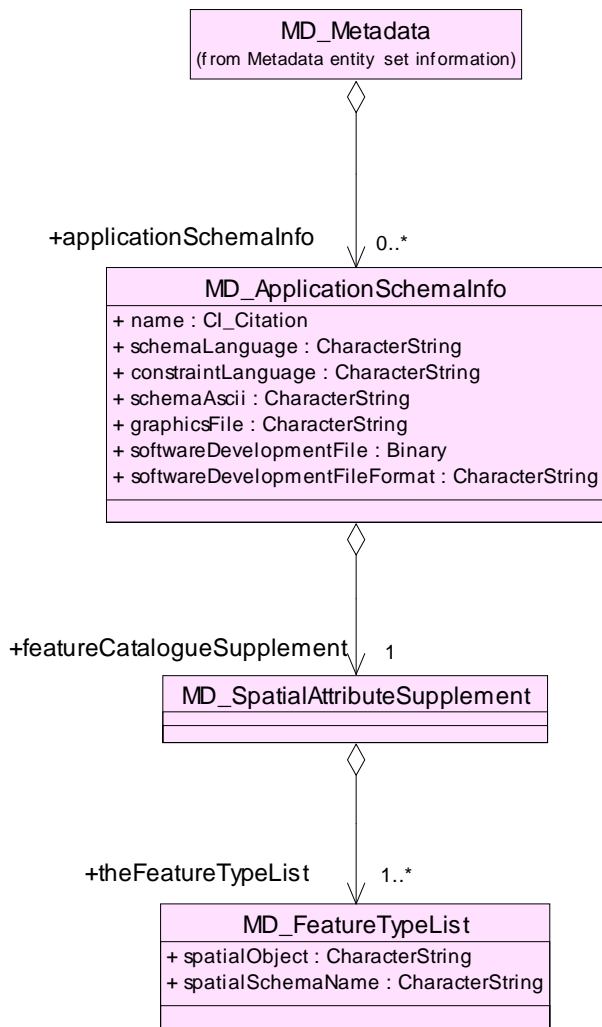 MD_Metadata
(from Metadata entity set information)
+applicationSchemaInfo
0..*
MD_ApplicationSchemaInfo
+ name : CI_Citation
+ schemaLanguage : CharacterString
+ constraintLanguage : CharacterString
+ schemaAscii : CharacterString
+ graphicsFile : CharacterString
+ softwareDevelopmentFile : Binary
+ softwareDevelopmentFileFormat : CharacterString
+featureCatalogueSupplement
1
MD_SpatialAttributeSupplement
+theFeatureTypeList
1..*
MD_FeatureTypeList
+ spatialObject : CharacterString
+ spatialSchemaName : CharacterString